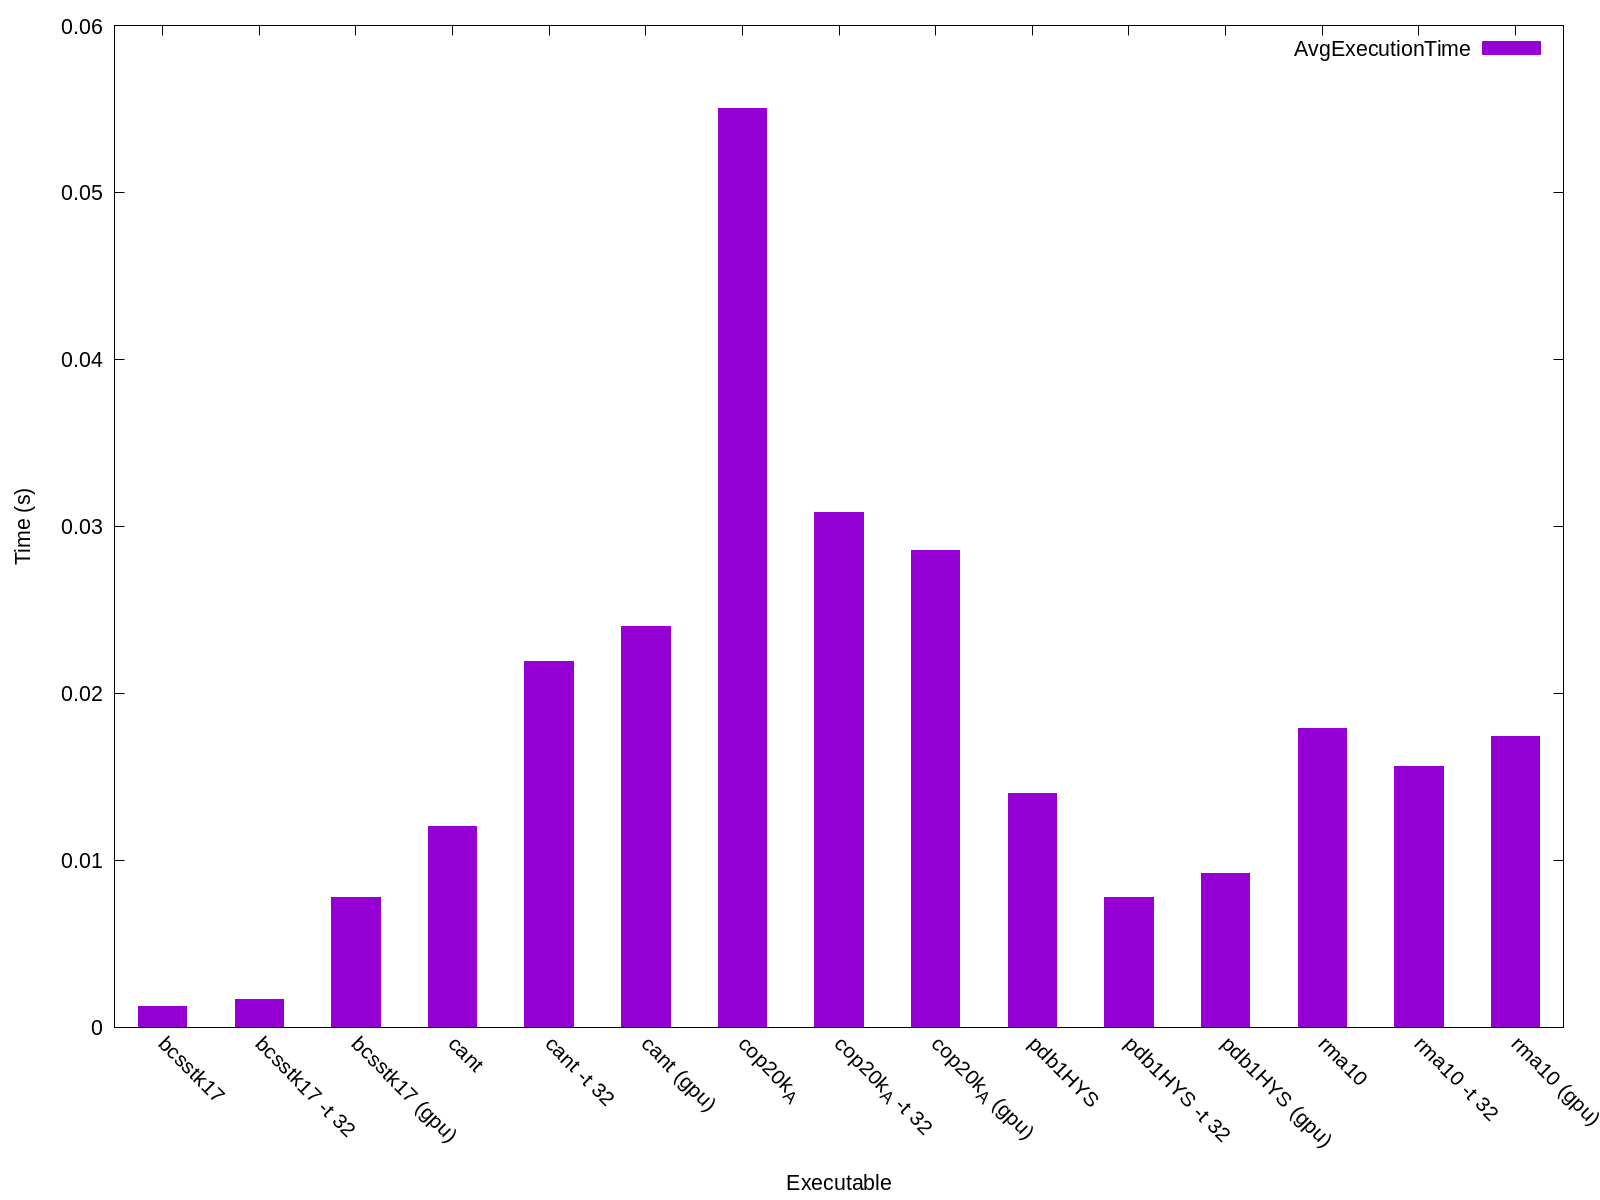 AvgExecutionTime
0.06
0.05
0.04
0.03
0.02
0.01
0
Time (s)
bcsstk17
bcsstk17 -t 32
bcsstk17 (gpu)
cant
cant -t 32
cant (gpu)
cop20kA
cop20kA -t 32
cop20kA (gpu)
pdb1HYS
pdb1HYS -t 32
pdb1HYS (gpu)
rma10
rma10 -t 32
rma10 (gpu)
Executable